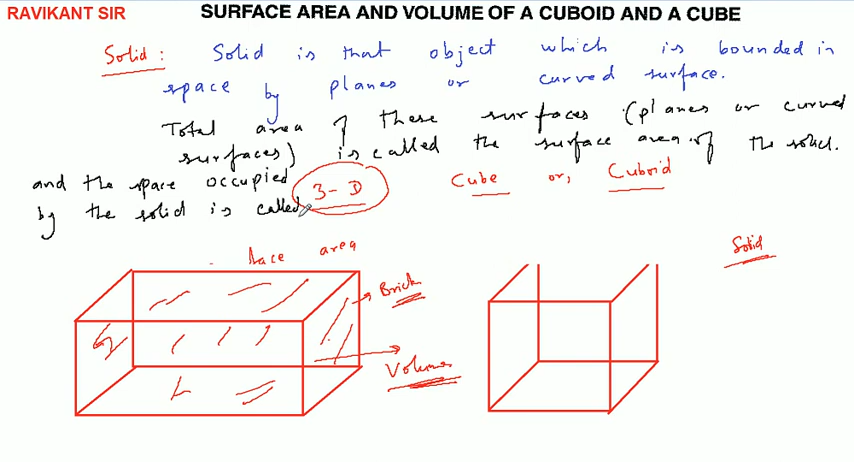 RAVIKANT SIR
SURFACE AREA AND VOLUME OF A CUBOID AND A CUBE
Solid : Solid is that object which is bounded in
space by planes or curved surface.
Total area of these surfaces (planes or curved
surfaces) is called the surface area of the solid.
and the space occupied
by the solid is called
3-D
Cube or, Cuboid
face area
Solid
Brick
Volume